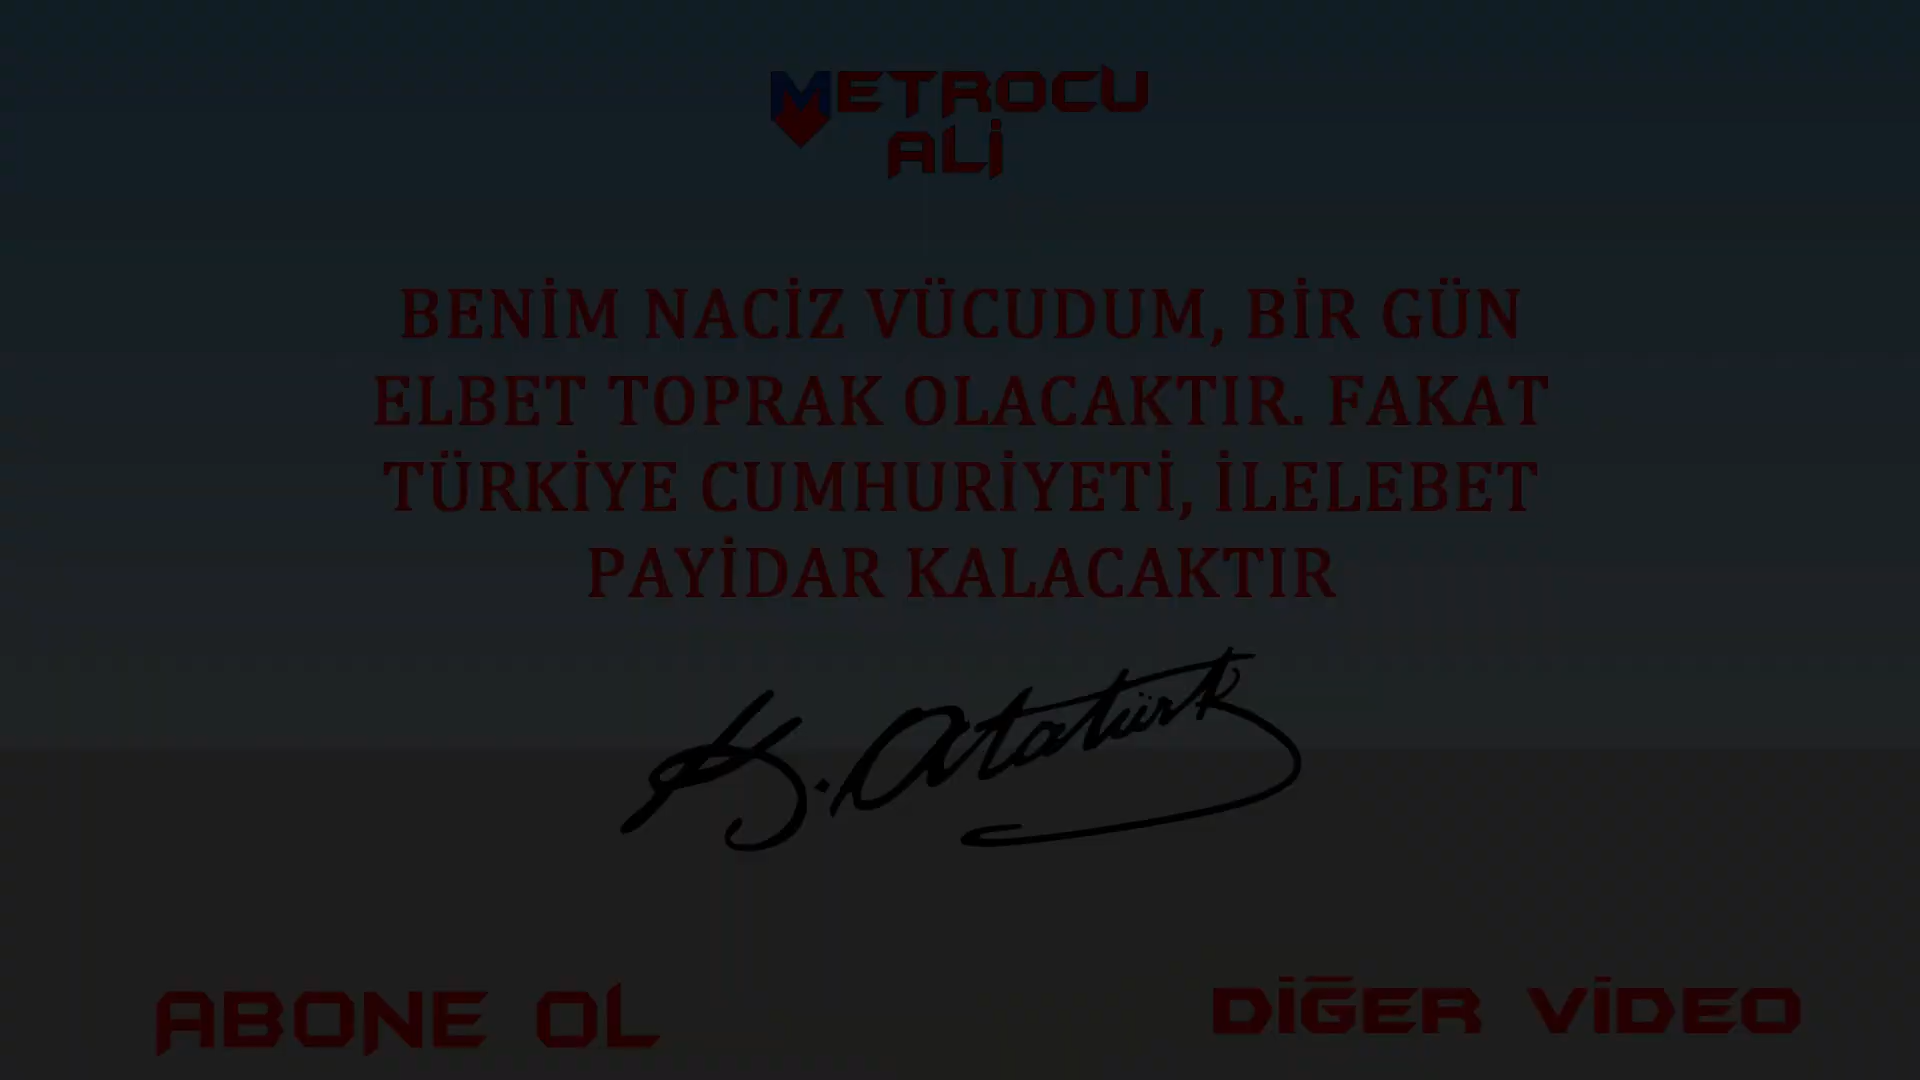 METROCU
ALİ
BENİM NACİZ VÜCUDUM, BİR GÜN
ELBET TOPRAK OLACAKTIR. FAKAT
TÜRKİYE CUMHURİYETİ, İLELEBET
PAYİDAR KALACAKTIR
K. Atatürk
ABONE OL
DİĞER VİDEO